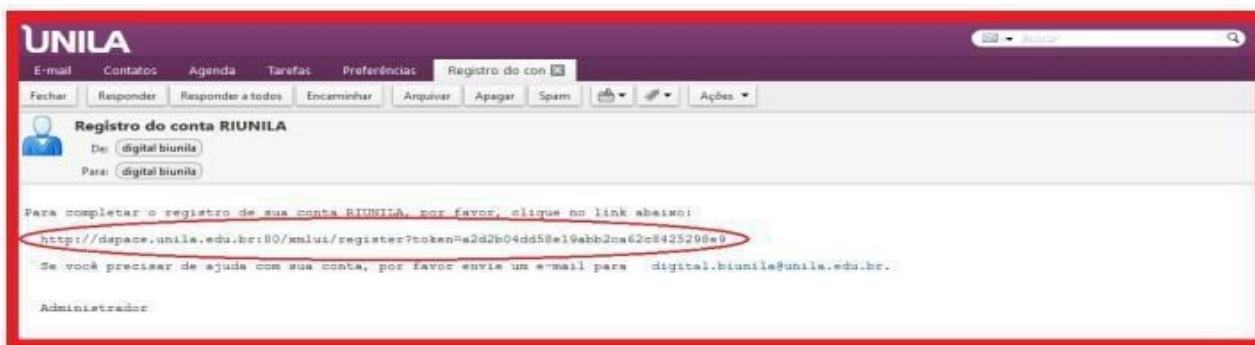 UNILA
Buscar
E-mail Contatos Agenda Tarefas Preferências Registro do con
Fechar Responder Responder a todos Encaminhar Arquivar Apagar Spam Ações
Registro do conta RIUNILA
De: digital biunila
Para: digital biunila
Para completar o registro de sua conta RIUNILA, por favor, clique no link abaixo:
http://dspace.unila.edu.br:80/xmlui/register?token=a2d2b04dd58e19abb2ca62c8425298e9
Se você precisar de ajuda com sua conta, por favor envie um e-mail para digital.biunila@unila.edu.br.
Administrador